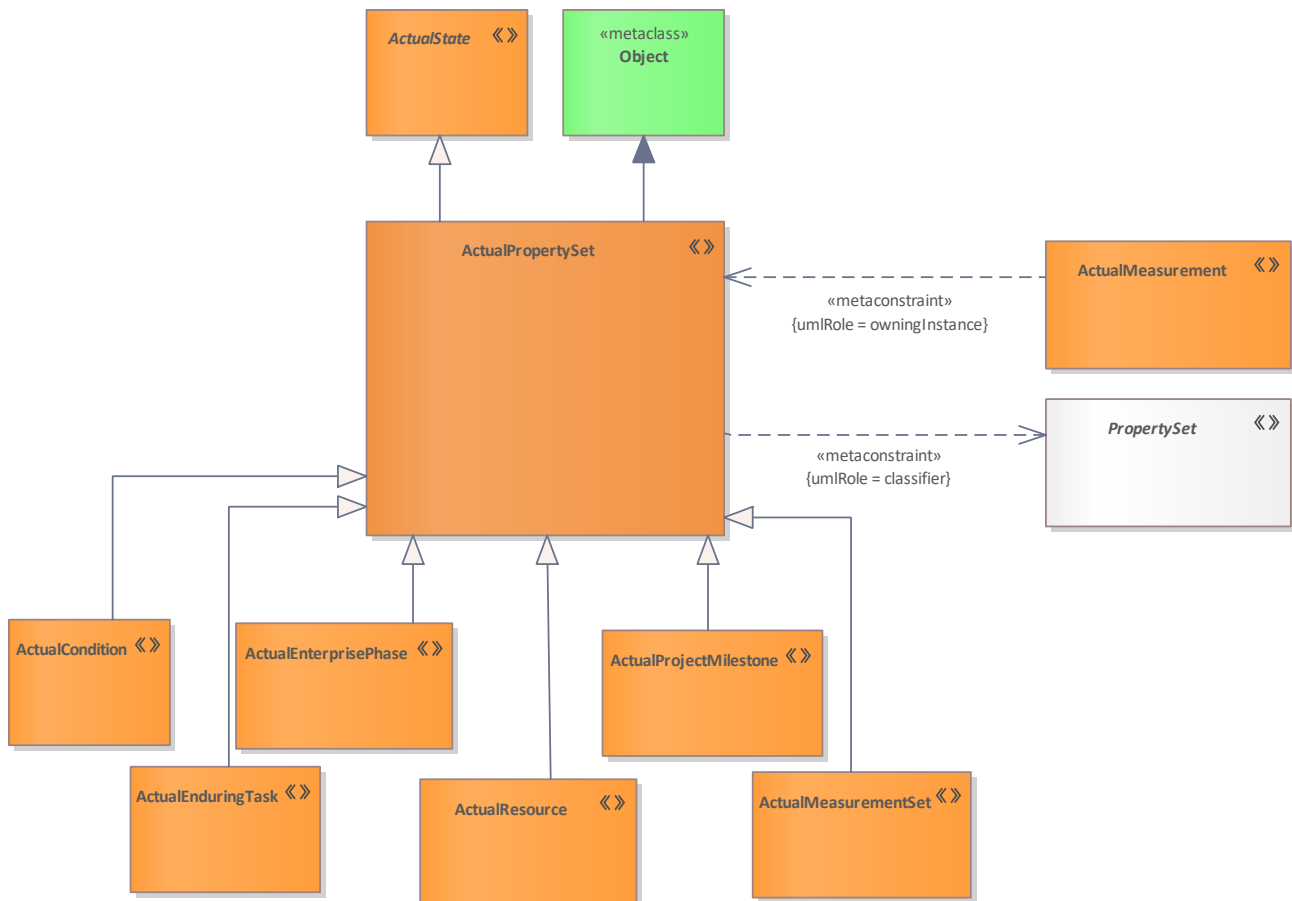 ActualState «»
«metaclass»
Object
ActualPropertySet «»
ActualMeasurement «»
«metaconstraint»
{umlRole = owningInstance}
PropertySet «»
«metaconstraint»
{umlRole = classifier}
ActualCondition «»
ActualEnterprisePhase «»
ActualProjectMilestone «»
ActualEnduringTask «»
ActualResource «»
ActualMeasurementSet «»